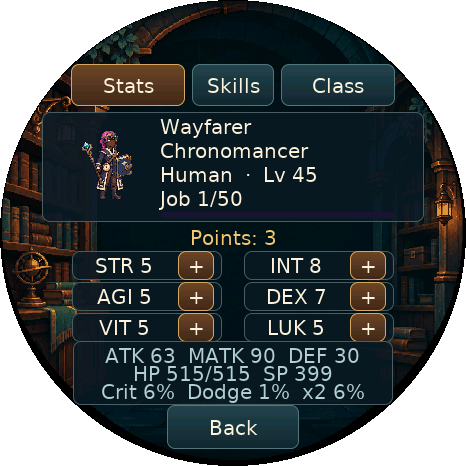 Stats Skills Class
Wayfarer
Chronomancer
Human · Lv 45
Job 1/50
Points: 3
STR 5 + INT 8 +
AGI 5 + DEX 7 +
VIT 5 + LUK 5 +
ATK 63 MATK 90 DEF 30
HP 515/515 SP 399
Crit 6% Dodge 1% x2 6%
Back